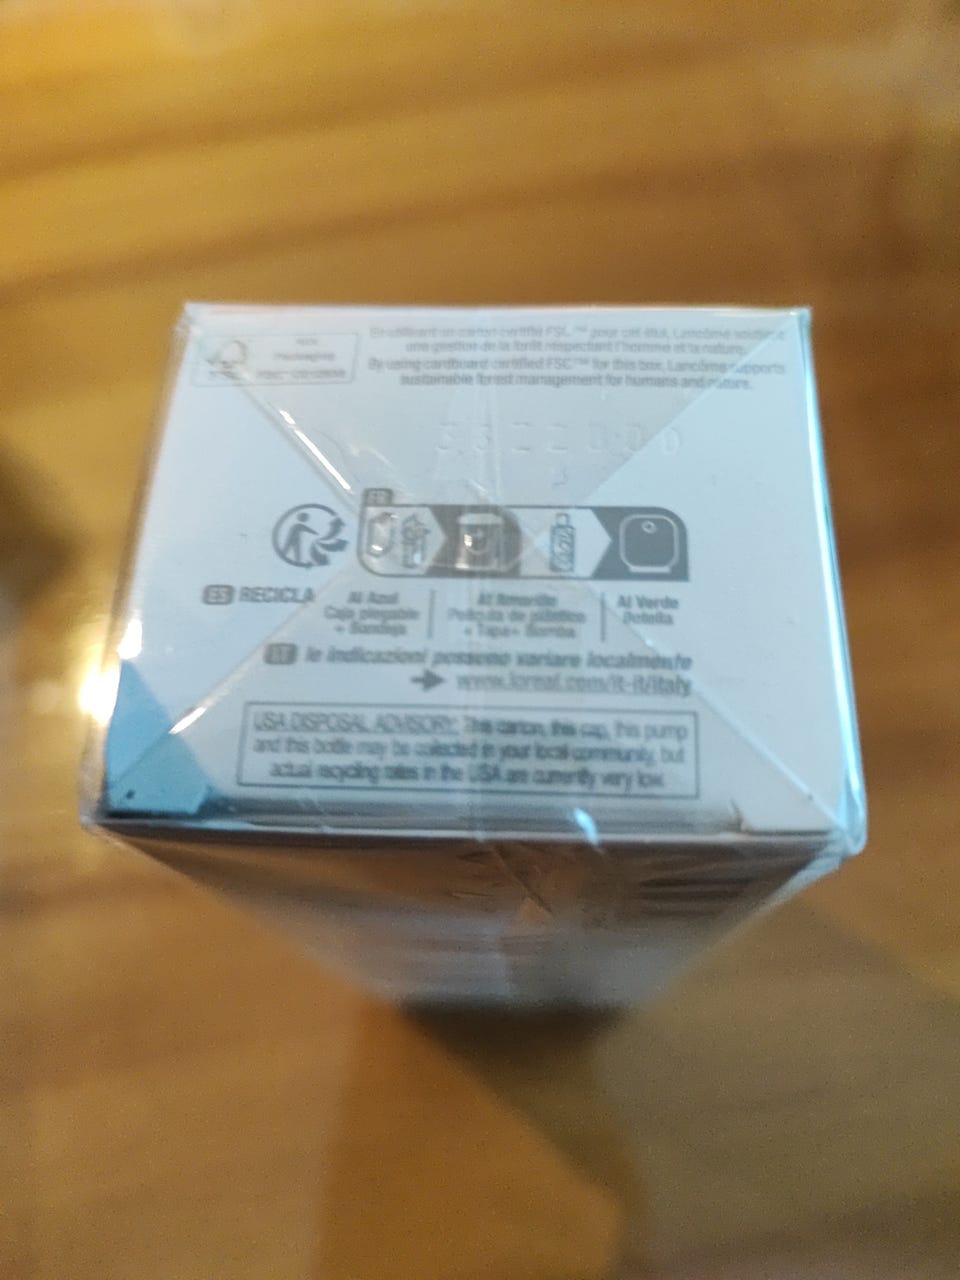 MIX
Packaging
En utilisant un carton certifié FSC™ pour cet étui, Lancôme soutient
une gestion de la forêt respectant l'homme et la nature.
By using cardboard certified FSC™ for this box, Lancôme supports
sustainable forest management for humans and nature.
FR
ES RECICLA
Al Azul
Caja plegable
+ Bandeja
Al Amarillo
Película de plástico
+ Tapa+ Bomba
Al Verde
Botella
IT le indicazioni possono variare localmente
www.loreal.com/it-it/italy
USA DISPOSAL ADVISORY: This carton, this cap, this pump
and this bottle may be collected in your local community, but
actual recycling rates in the USA are currently very low.